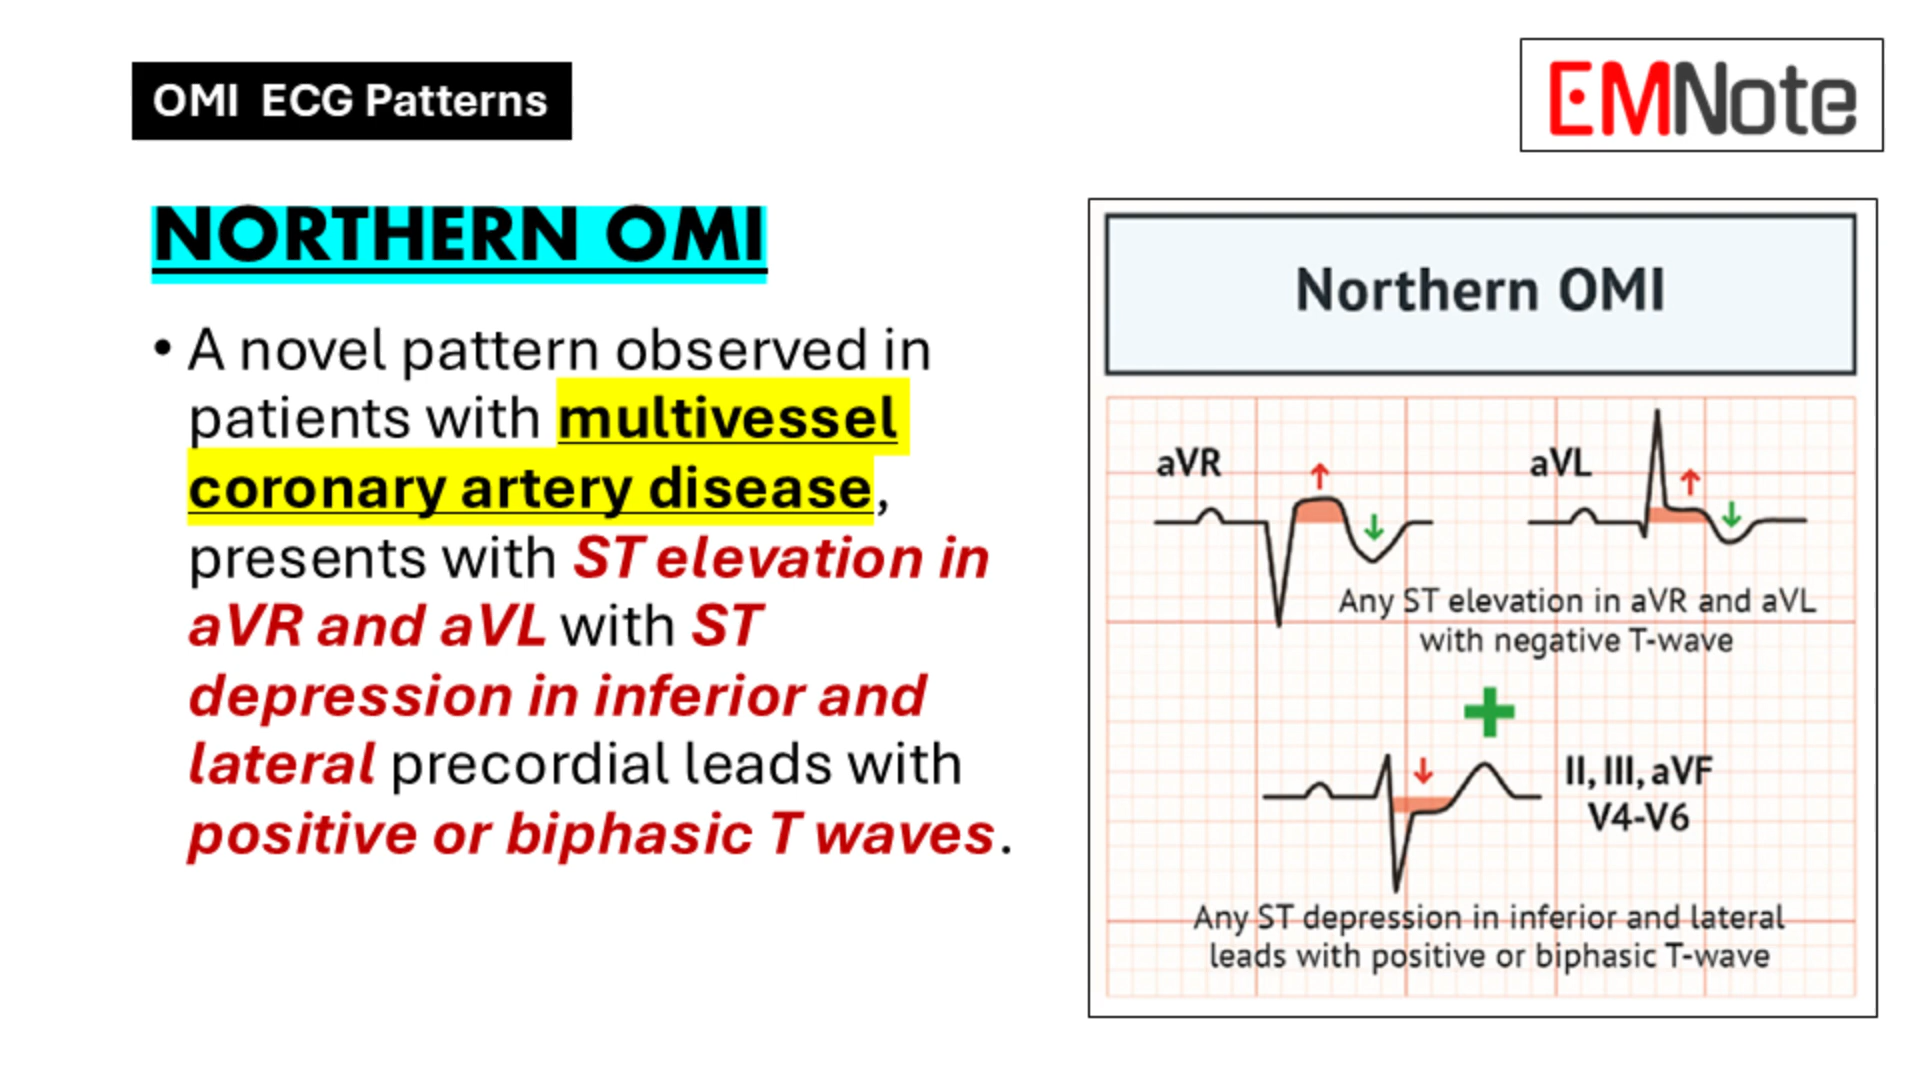 OMI ECG Patterns
EMNote
NORTHERN OMI
• A novel pattern observed in
patients with multivessel
coronary artery disease,
presents with ST elevation in
aVR and aVL with ST
depression in inferior and
lateral precordial leads with
positive or biphasic T waves.
Northern OMI
aVR
aVL
Any ST elevation in aVR and aVL
with negative T-wave
II, III, aVF
V4-V6
Any ST depression in inferior and lateral
leads with positive or biphasic T-wave